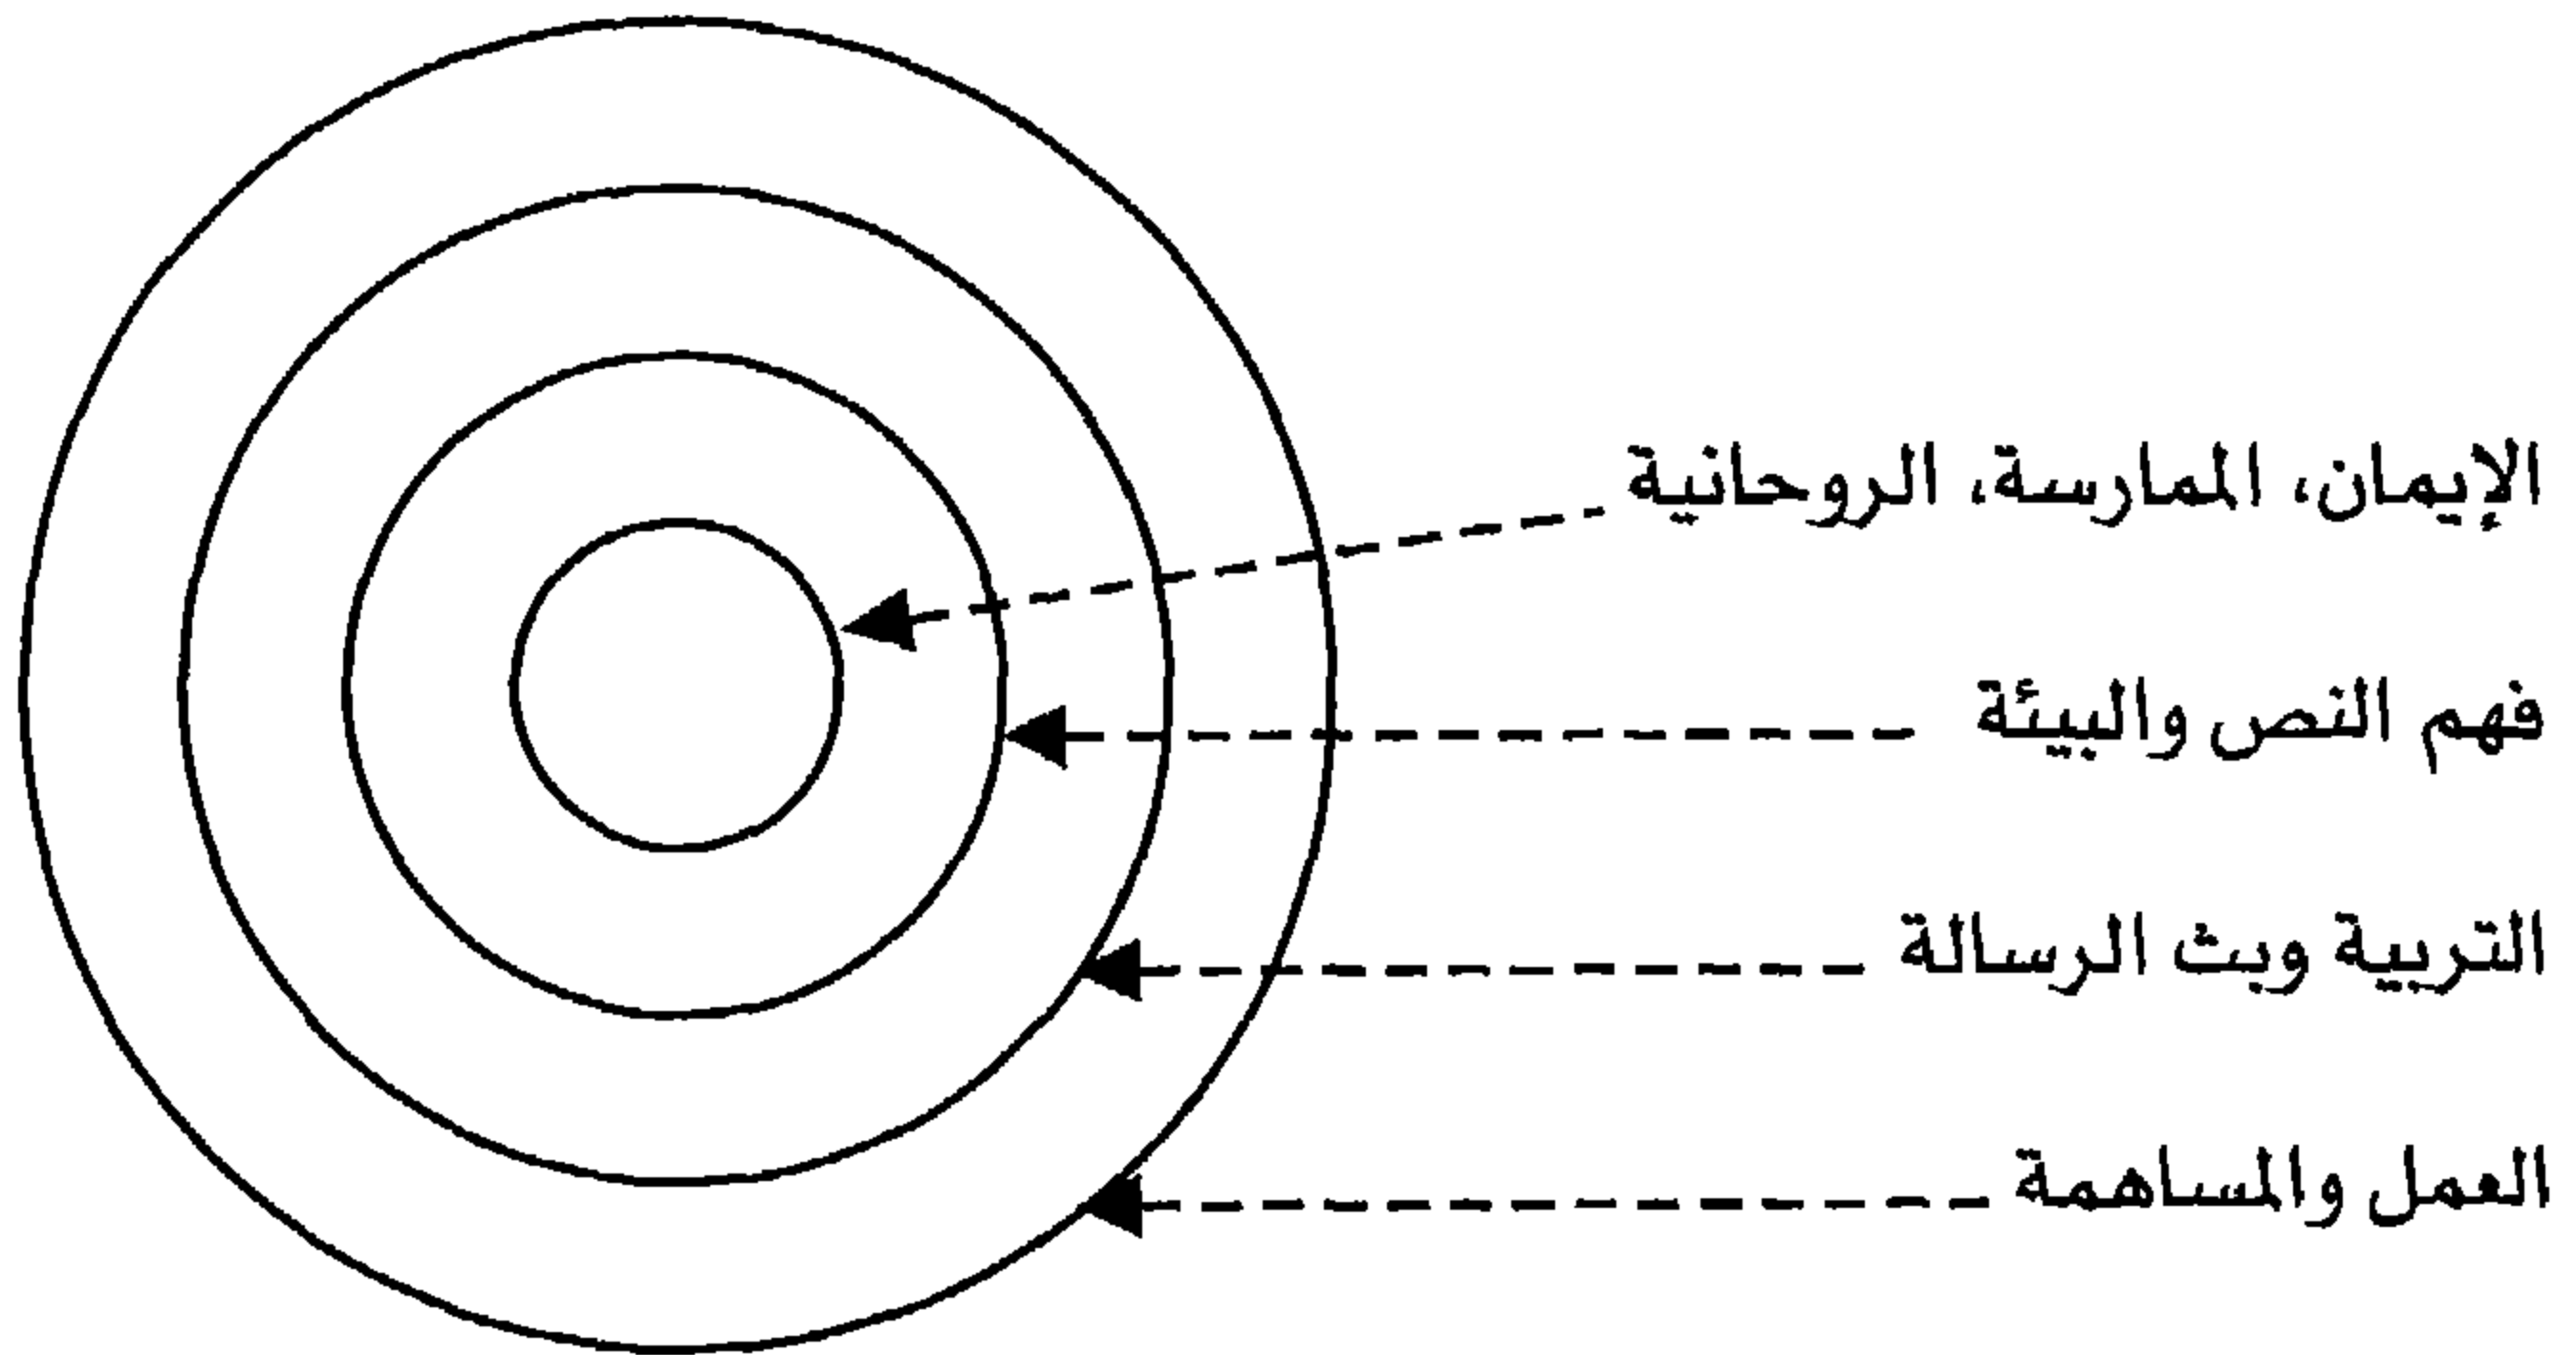 الإيمان، الممارسة، الروحانية
فهم النص والبيئة
التربية وبث الرسالة
العمل والمساهمة